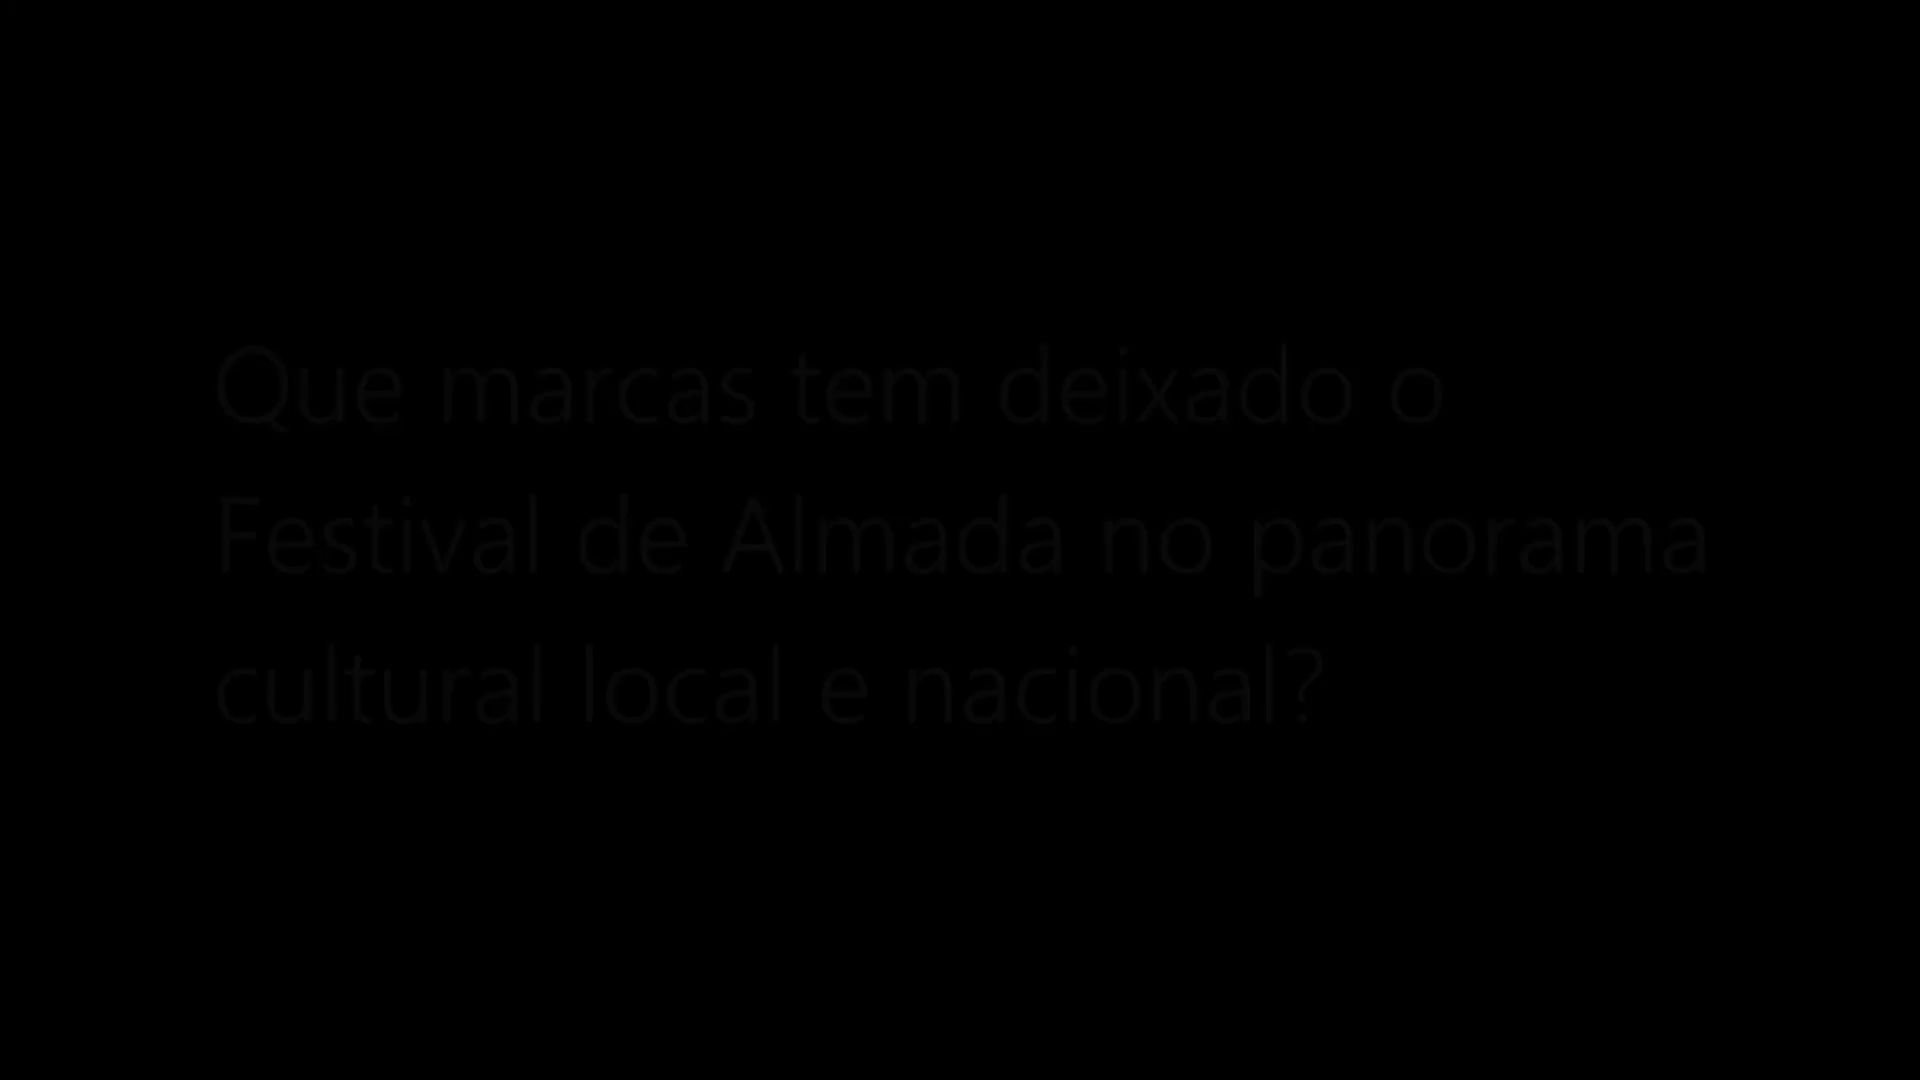 Que marcas tem deixado o
Festival de Almada no panorama
cultural local e nacional?